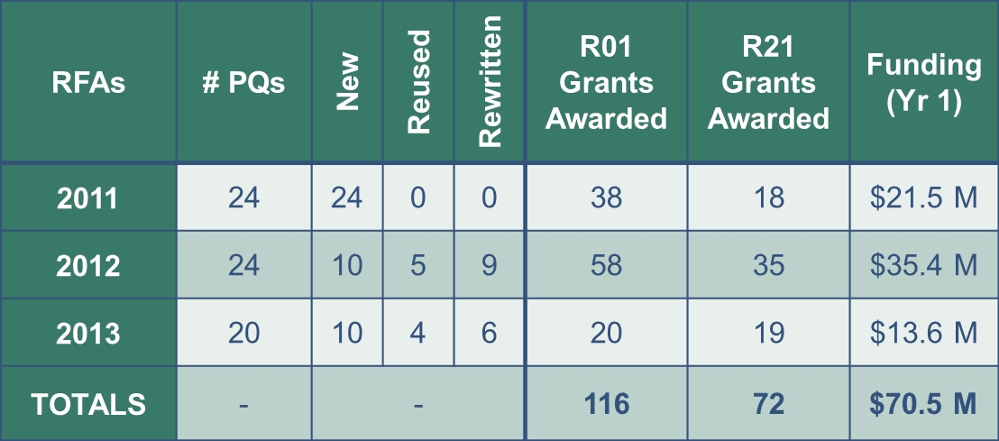 RFAs # PQs New Reused Rewritten R01 Grants Awarded R21 Grants Awarded Funding (Yr 1)
2011 24 24 0 0 38 18 $21.5 M
2012 24 10 5 9 58 35 $35.4 M
2013 20 10 4 6 20 19 $13.6 M
TOTALS - - 116 72 $70.5 M